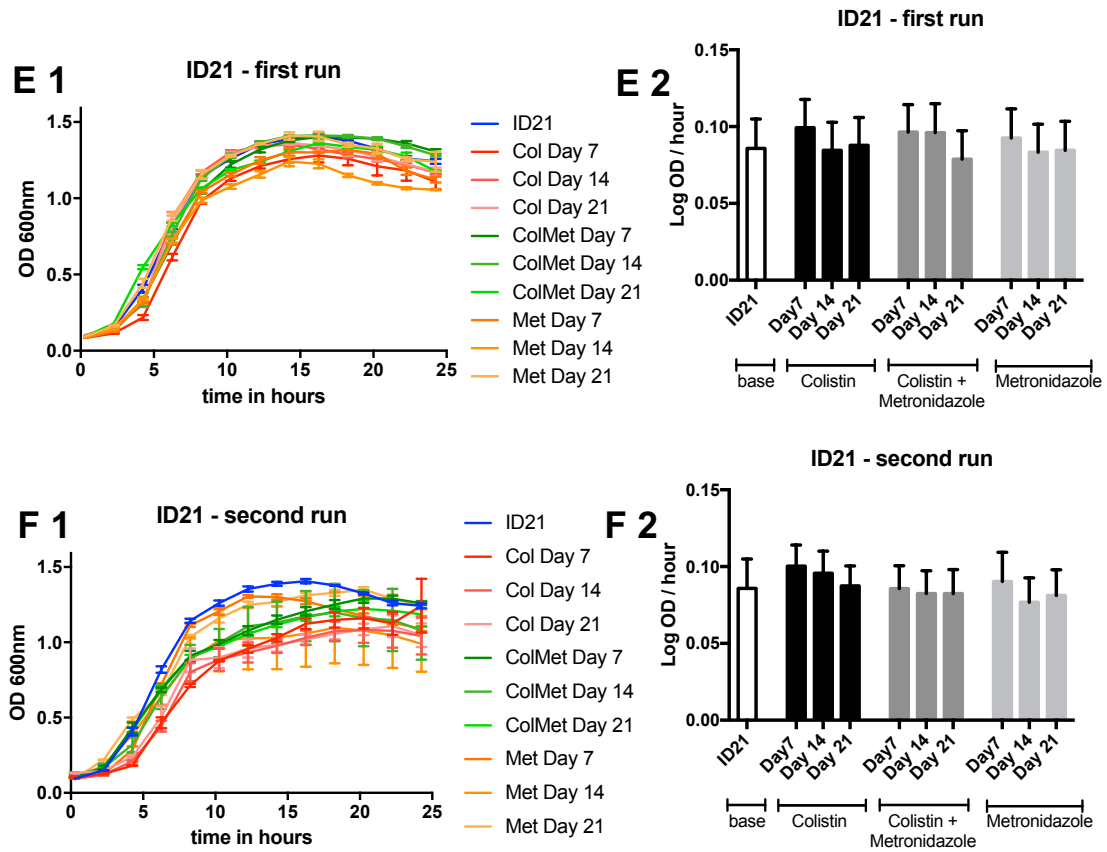 E 1
ID21 - first run
OD 600nm
1.5
1.0
0.5
0.0
0 5 10 15 20 25
time in hours
ID21
Col Day 7
Col Day 14
Col Day 21
ColMet Day 7
ColMet Day 14
ColMet Day 21
Met Day 7
Met Day 14
Met Day 21
E 2
ID21 - first run
Log OD / hour
0.15
0.10
0.05
0.00
ID21 Day7 Day 14 Day 21 Day7 Day 14 Day 21 Day7 Day 14 Day 21
base Colistin Colistin + Metronidazole
Metronidazole
F 1
ID21 - second run
OD 600nm
1.5
1.0
0.5
0.0
0 5 10 15 20 25
time in hours
ID21
Col Day 7
Col Day 14
Col Day 21
ColMet Day 7
ColMet Day 14
ColMet Day 21
Met Day 7
Met Day 14
Met Day 21
F 2
ID21 - second run
Log OD / hour
0.15
0.10
0.05
0.00
ID21 Day7 Day 14 Day 21 Day7 Day 14 Day 21 Day7 Day 14 Day 21
base Colistin Colistin + Metronidazole
Metronidazole